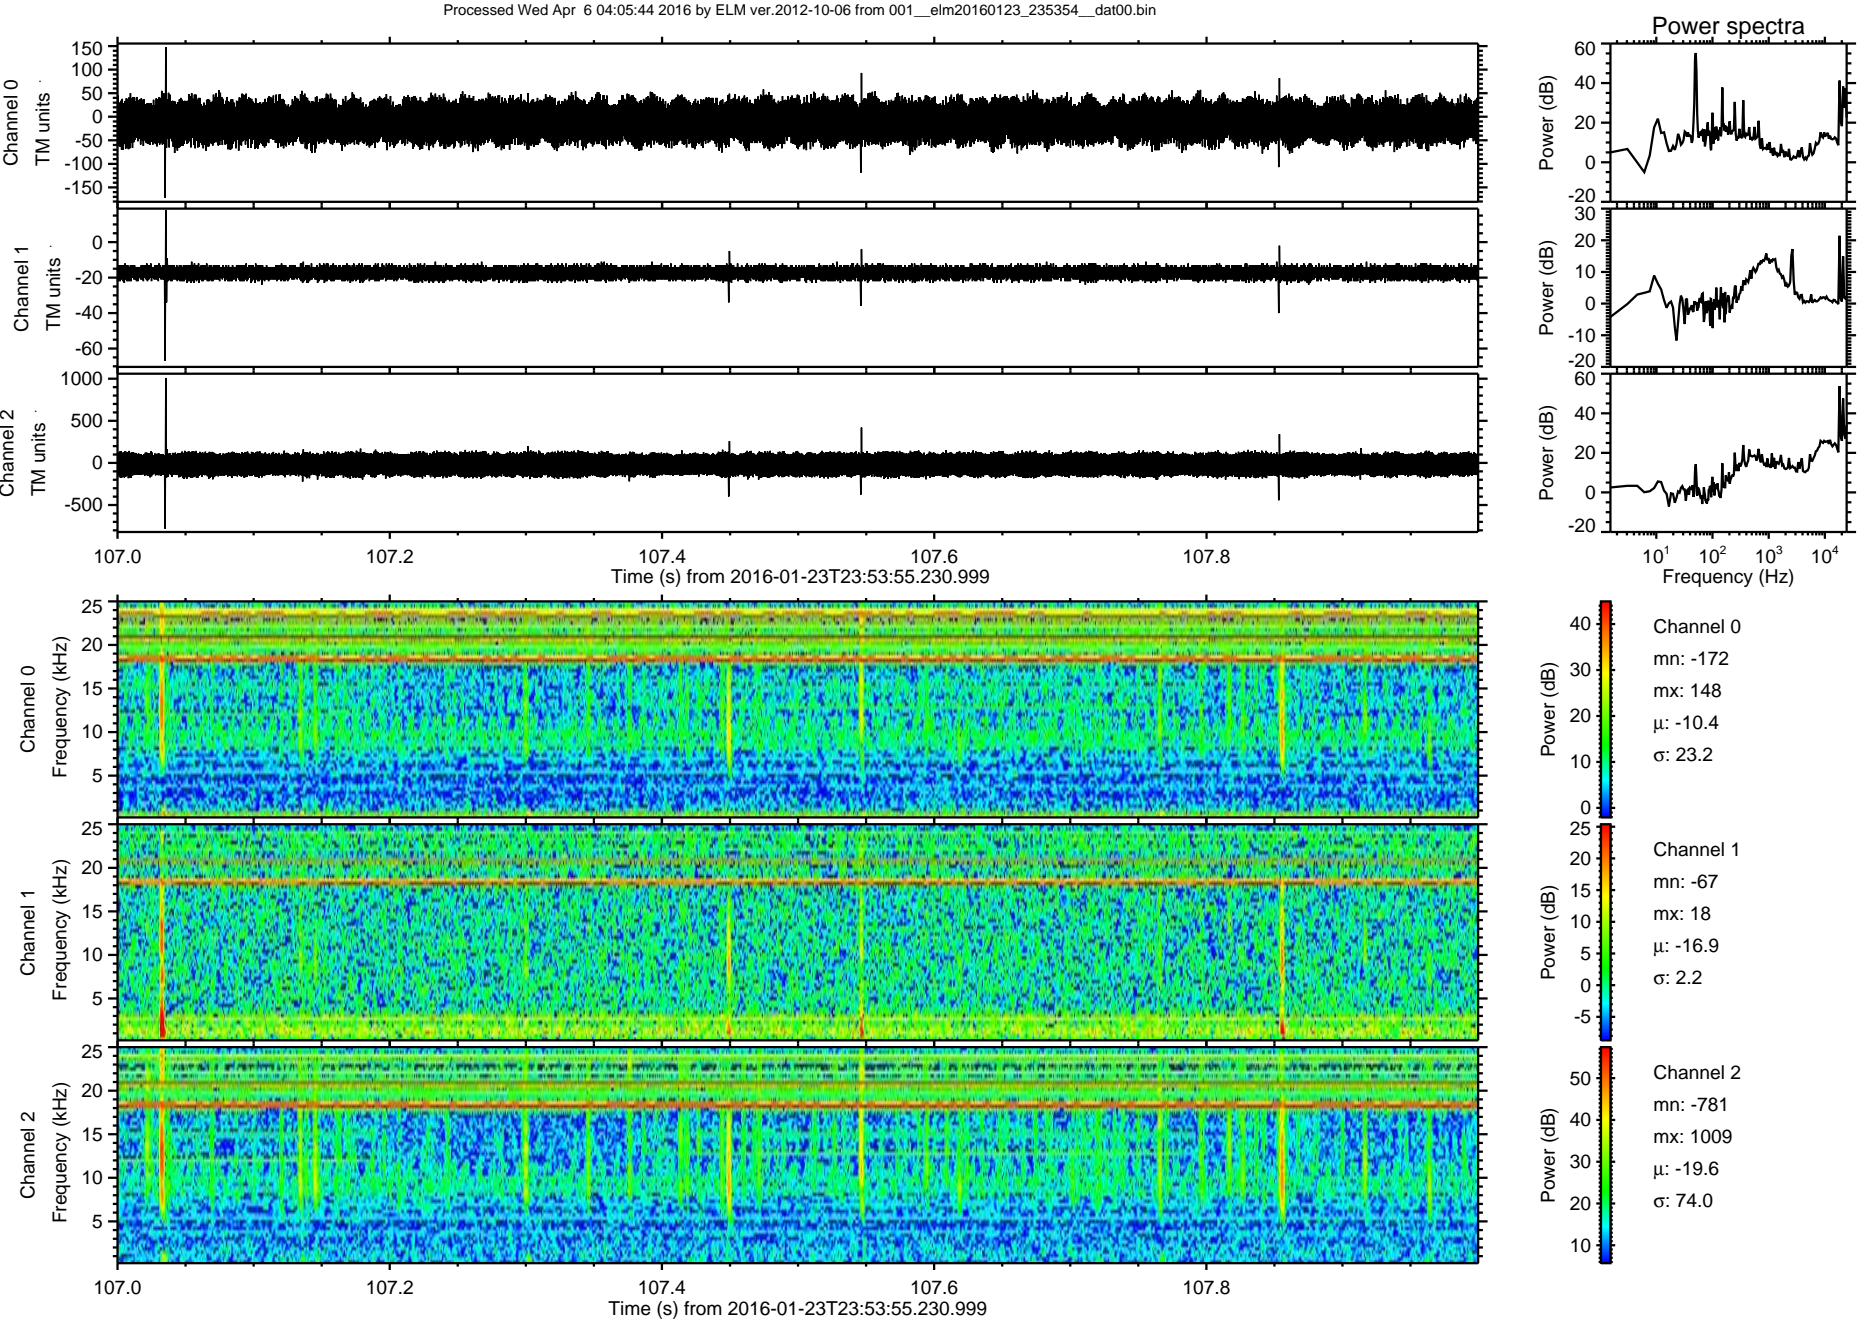 Processed Wed Apr  6 04:05:44 2016 by ELM ver.2012-10-06 from 001__elm20160123_235354__dat00.bin
Power spectra
Channel 0
TM units
150
100
50
0
-50
-100
-150
Power (dB)
60
40
20
0
-20
Channel 1
TM units
0
-20
-40
-60
Power (dB)
30
20
10
0
-10
-20
Channel 2
TM units
1000
500
0
-500
Power (dB)
60
40
20
0
-20
107.0 107.2 107.4 107.6 107.8
Time (s) from 2016-01-23T23:53:55.230.999
10¹ 10² 10³ 10⁴
Frequency (Hz)
Channel 0
Frequency (kHz)
25
20
15
10
5
Power (dB)
40
30
20
10
0
Channel 0
mn: -172
mx: 148
μ: -10.4
σ: 23.2
Channel 1
Frequency (kHz)
25
20
15
10
5
Power (dB)
25
20
15
10
5
0
-5
Channel 1
mn: -67
mx: 18
μ: -16.9
σ: 2.2
Channel 2
Frequency (kHz)
25
20
15
10
5
Power (dB)
50
40
30
20
10
Channel 2
mn: -781
mx: 1009
μ: -19.6
σ: 74.0
107.0 107.2 107.4 107.6 107.8
Time (s) from 2016-01-23T23:53:55.230.999